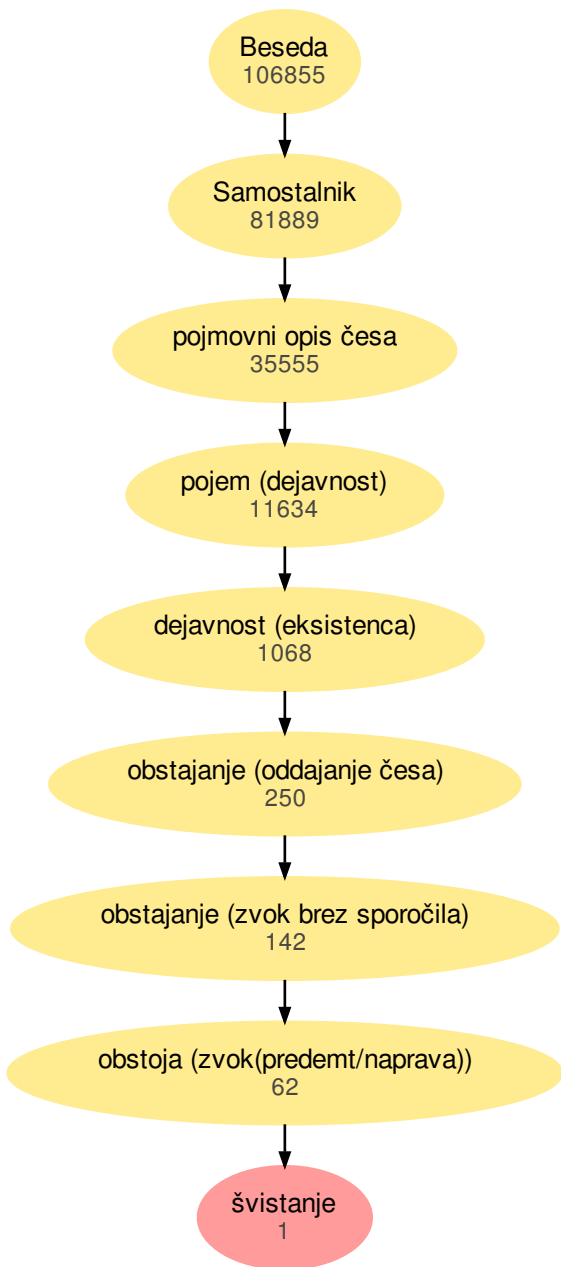 Beseda
106855
Samostalnik
81889
pojmovni opis česa
35555
pojem (dejavnost)
11634
dejavnost (eksistenca)
1068
obstajanje (oddajanje česa)
250
obstajanje (zvok brez sporočila)
142
obstoja (zvok(predemt/naprava))
62
švistanje
1